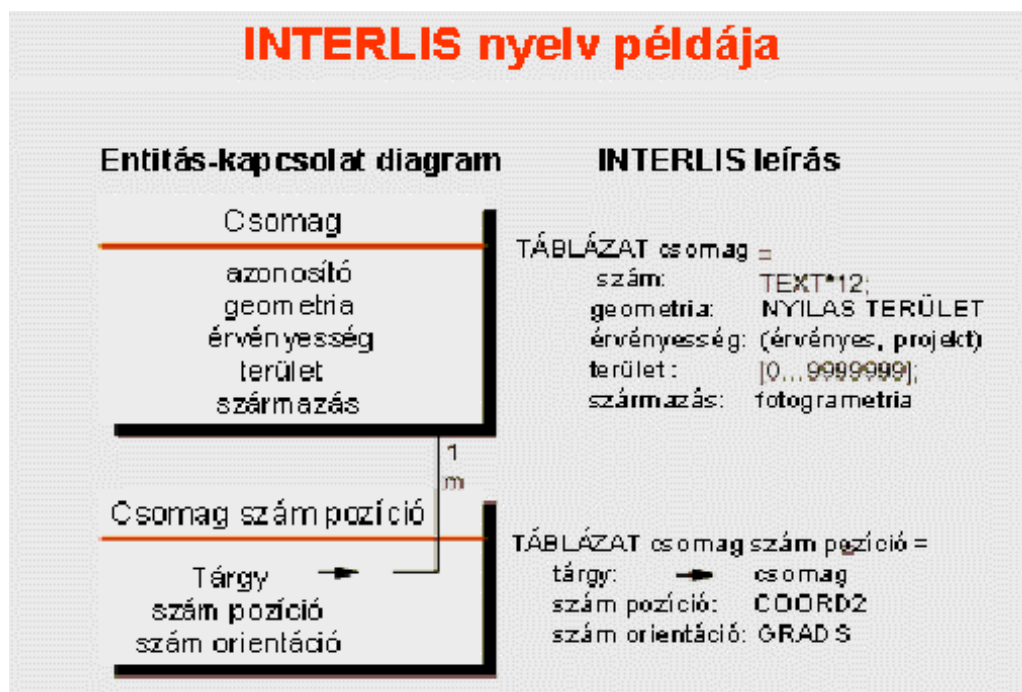 INTERLIS nyelv példája
Entitás-kapcsolat diagram
Csomag
azonosító
geometria
érvényesség
terület
származás
1
m
Csomag szám pozíció
Tárgy
szám pozíció
szám orientáció
INTERLIS leírás
TÁBLÁZAT csomag =
szám: TEXT*12;
geometria: NYILAS TERÜLET
érvényesség: (érvényes, projekt)
terület: [0...9999999];
származás: fotogrametria
TÁBLÁZAT csomag szám pozíció =
tárgy: → csomag
szám pozíció: COORD2
szám orientáció: GRADS